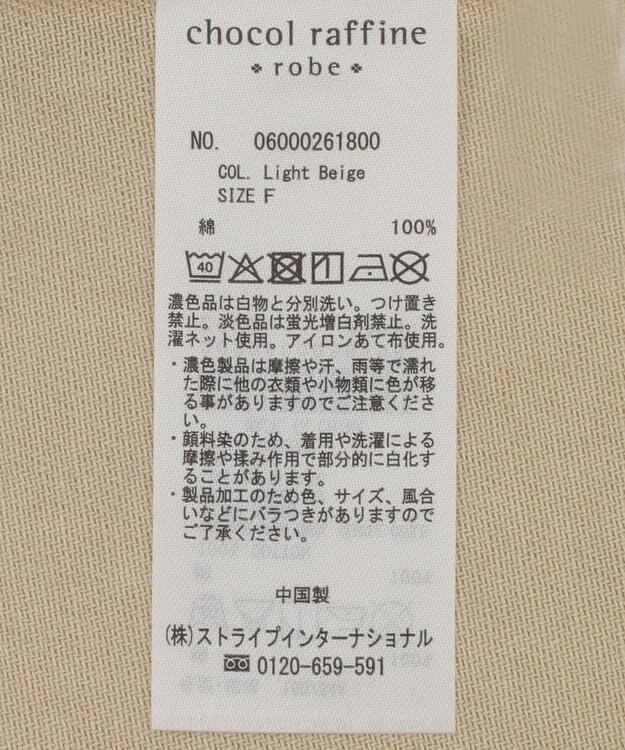 chocol raffine
robe
NO. 06000261800
COL. Light Beige
SIZE F
綿 100%
40
濃色品は白物と分別洗い。つけ置き
禁止。淡色品は蛍光増白剤禁止。洗
濯ネット使用。アイロンあて布使用。
・濃色製品は摩擦や汗、雨等で濡れ
た際に他の衣類や小物類に色が移
る事がありますのでご注意くださ
い。
・顔料染のため、着用や洗濯による
摩擦や揉み作用で部分的に白化す
ることがあります。
・製品加工のため色、サイズ、風合
いなどにバラつきがありますので
ご了承ください。
中国製
(株)ストライプインターナショナル
0120-659-591